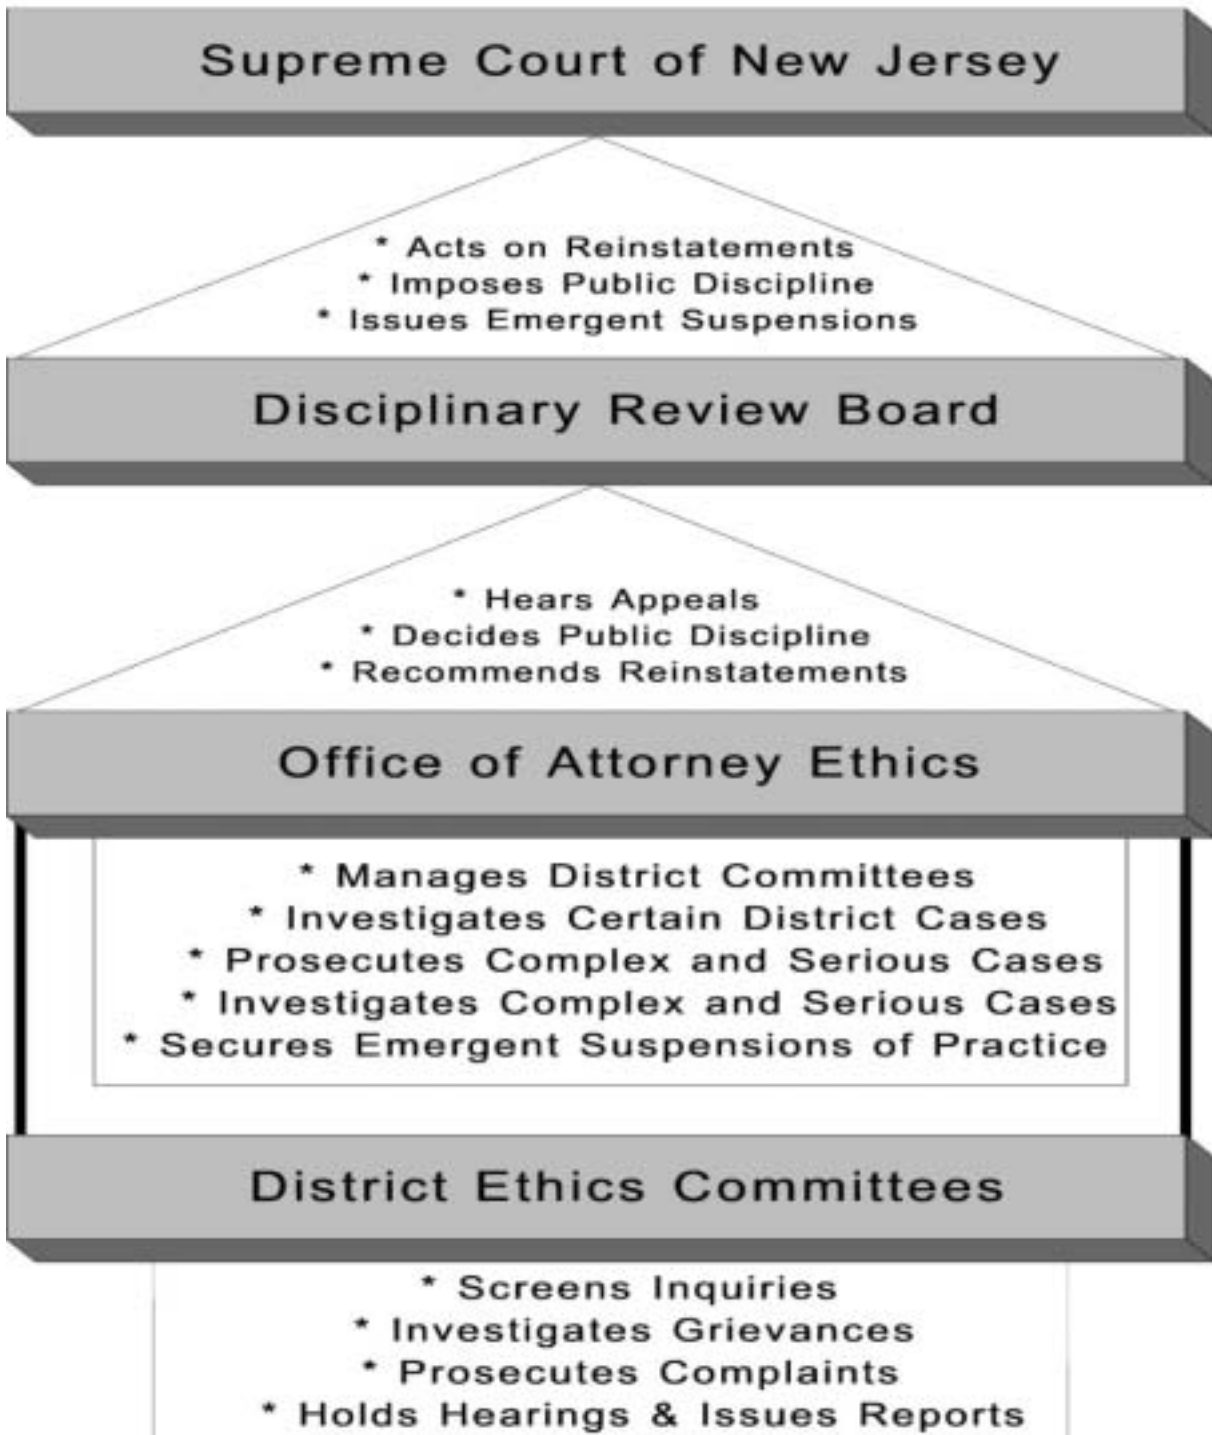 Supreme Court of New Jersey
* Acts on Reinstatements
* Imposes Public Discipline
* Issues Emergent Suspensions
Disciplinary Review Board
* Hears Appeals
* Decides Public Discipline
* Recommends Reinstatements
Office of Attorney Ethics
* Manages District Committees
* Investigates Certain District Cases
* Prosecutes Complex and Serious Cases
* Investigates Complex and Serious Cases
* Secures Emergent Suspensions of Practice
District Ethics Committees
* Screens Inquiries
* Investigates Grievances
* Prosecutes Complaints
* Holds Hearings & Issues Reports